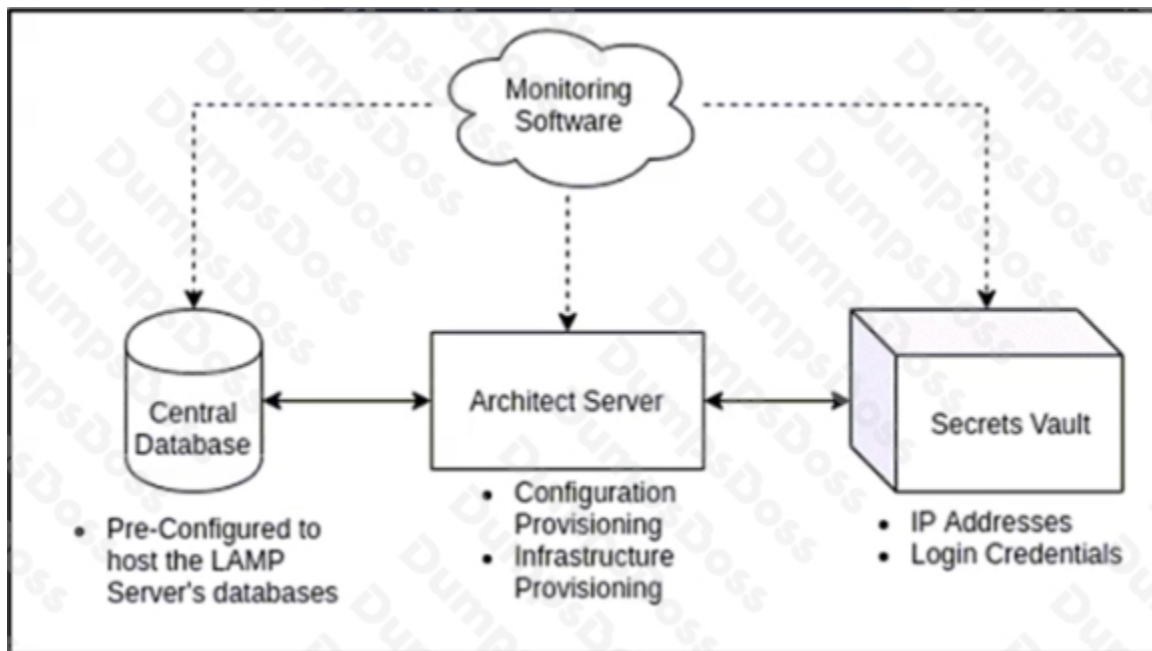 Monitoring
Software
Central
Database
Architect Server
Secrets Vault
• Pre-Configured to
host the LAMP
Server's databases
• Configuration
Provisioning
• Infrastructure
Provisioning
• IP Addresses
• Login Credentials
DumpsDoss